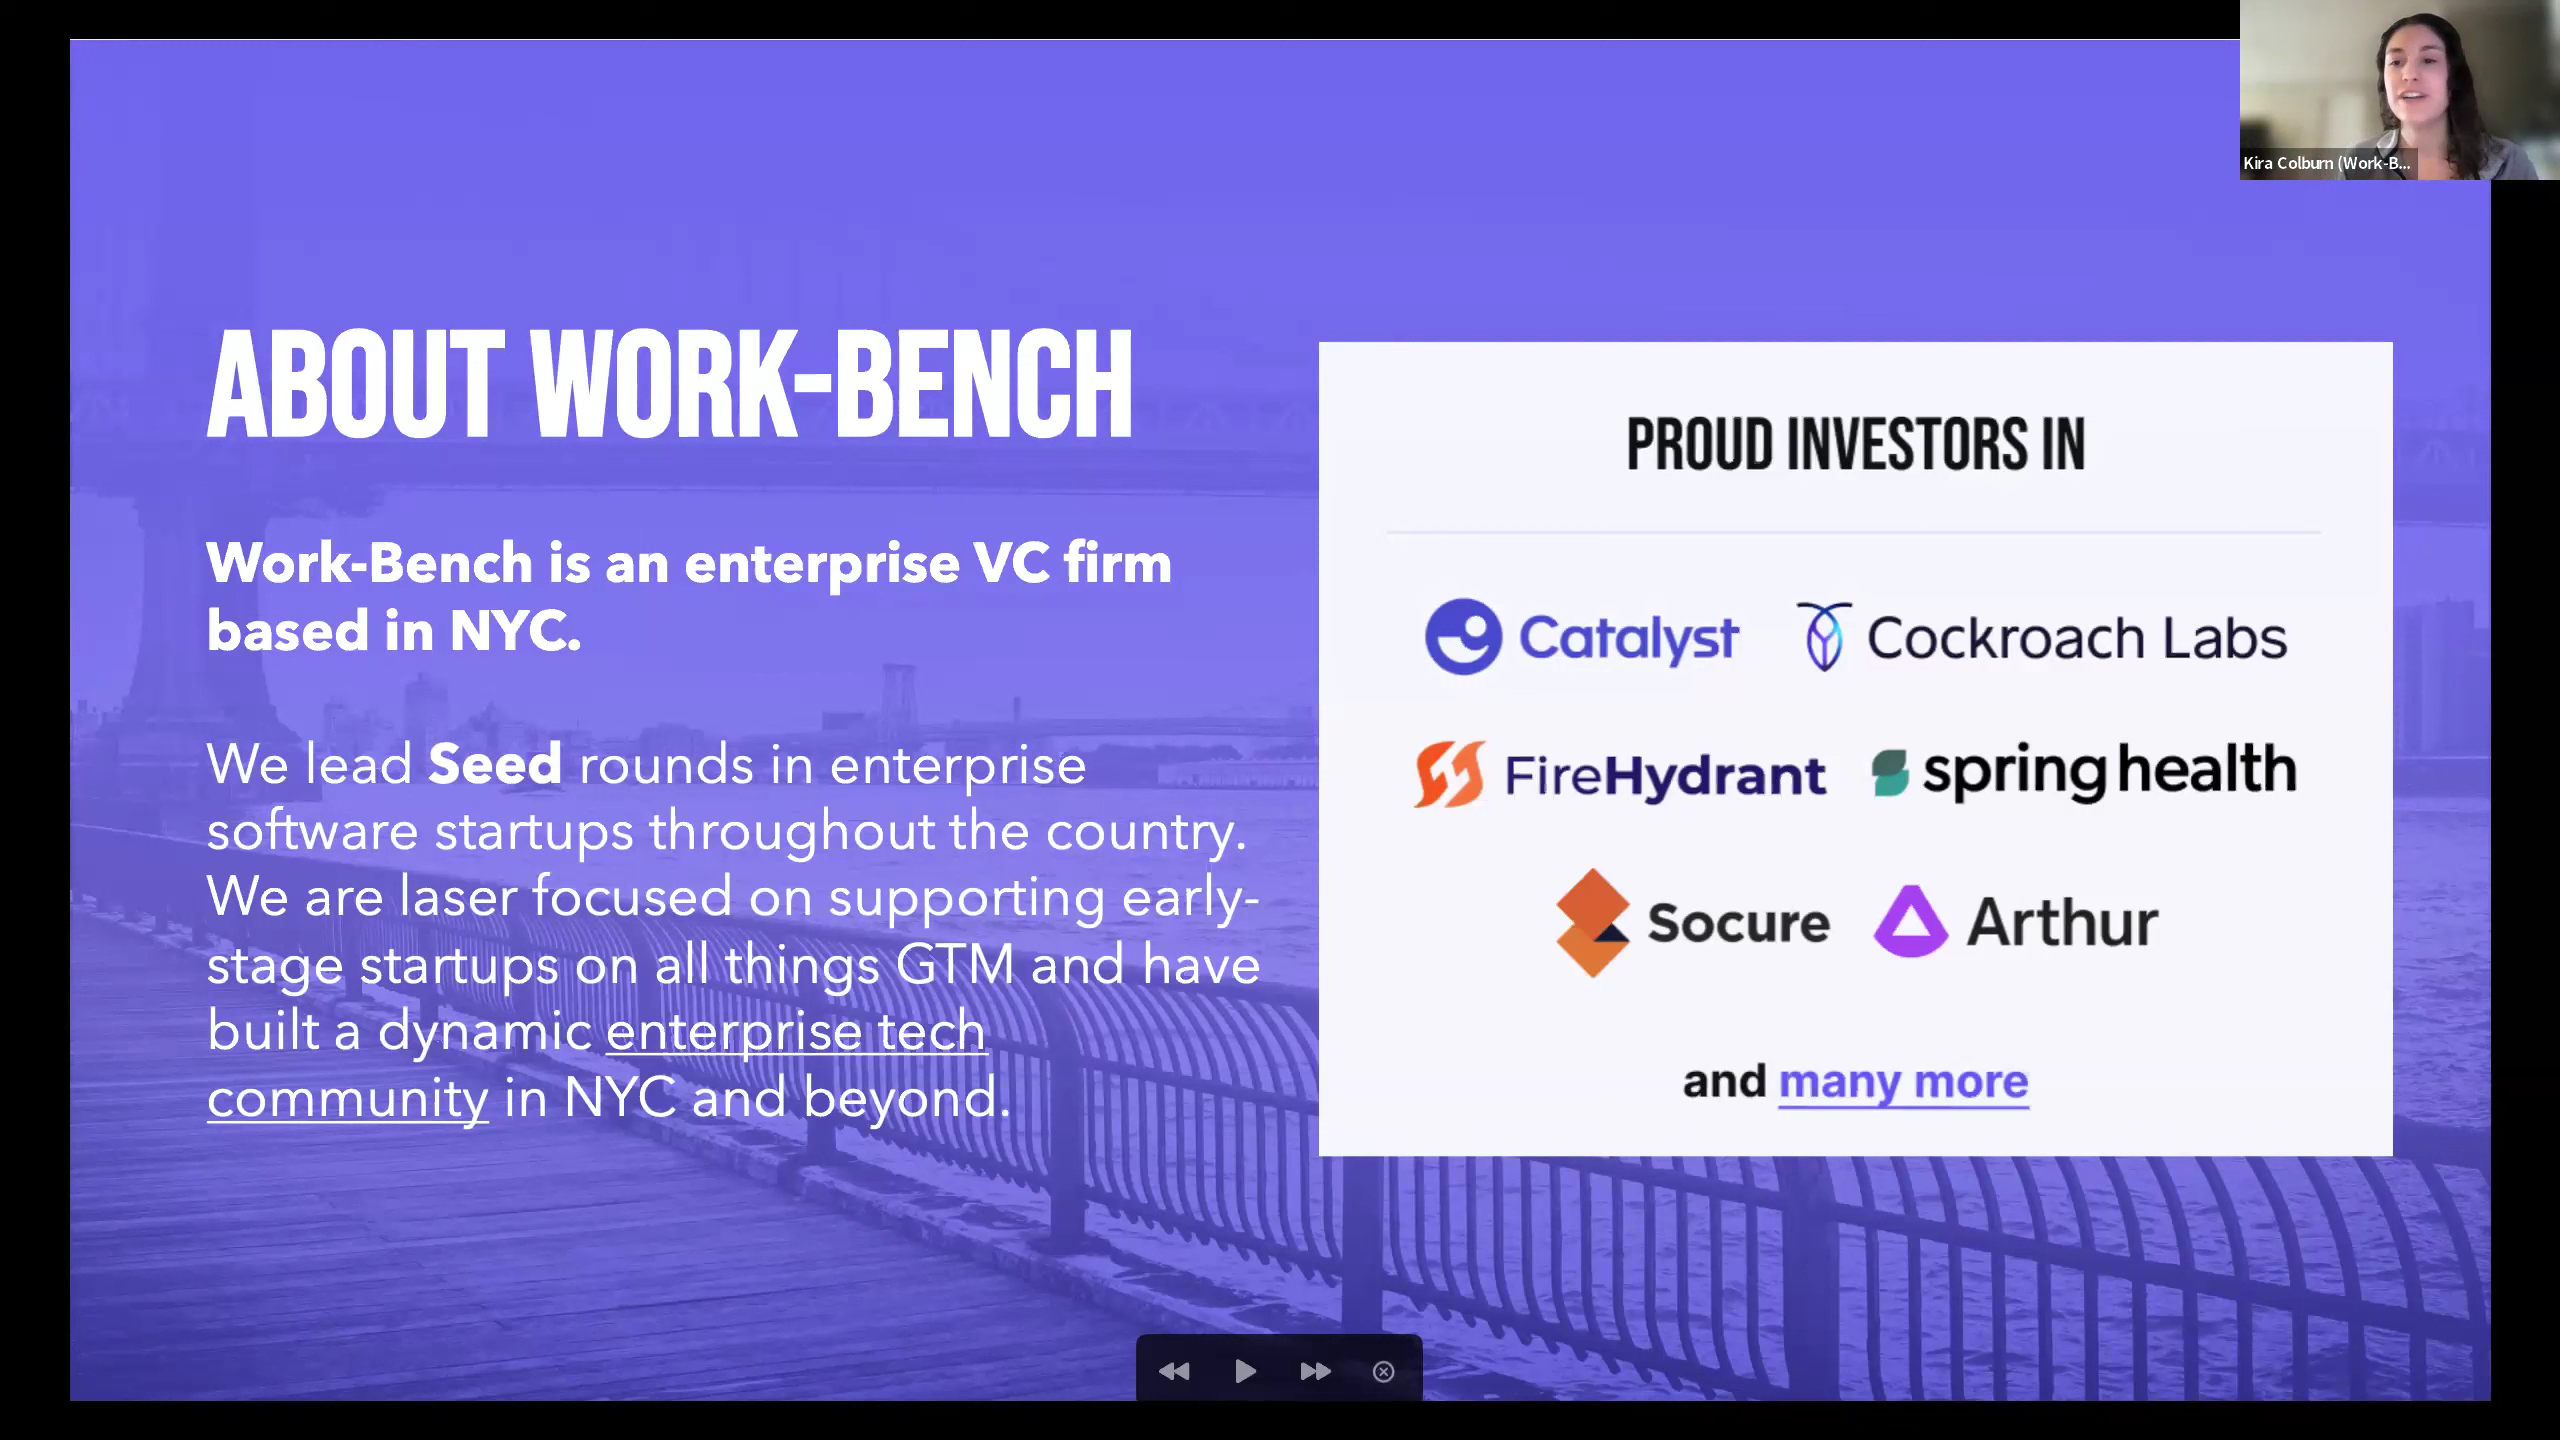 Kira Colburn (Work-B...
ABOUT WORK-BENCH
Work-Bench is an enterprise VC firm
based in NYC.
We lead Seed rounds in enterprise
software startups throughout the country.
We are laser focused on supporting early-
stage startups on all things GTM and have
built a dynamic enterprise tech
community in NYC and beyond.
PROUD INVESTORS IN
Catalyst Cockroach Labs
FireHydrant spring health
Socure Arthur
and many more